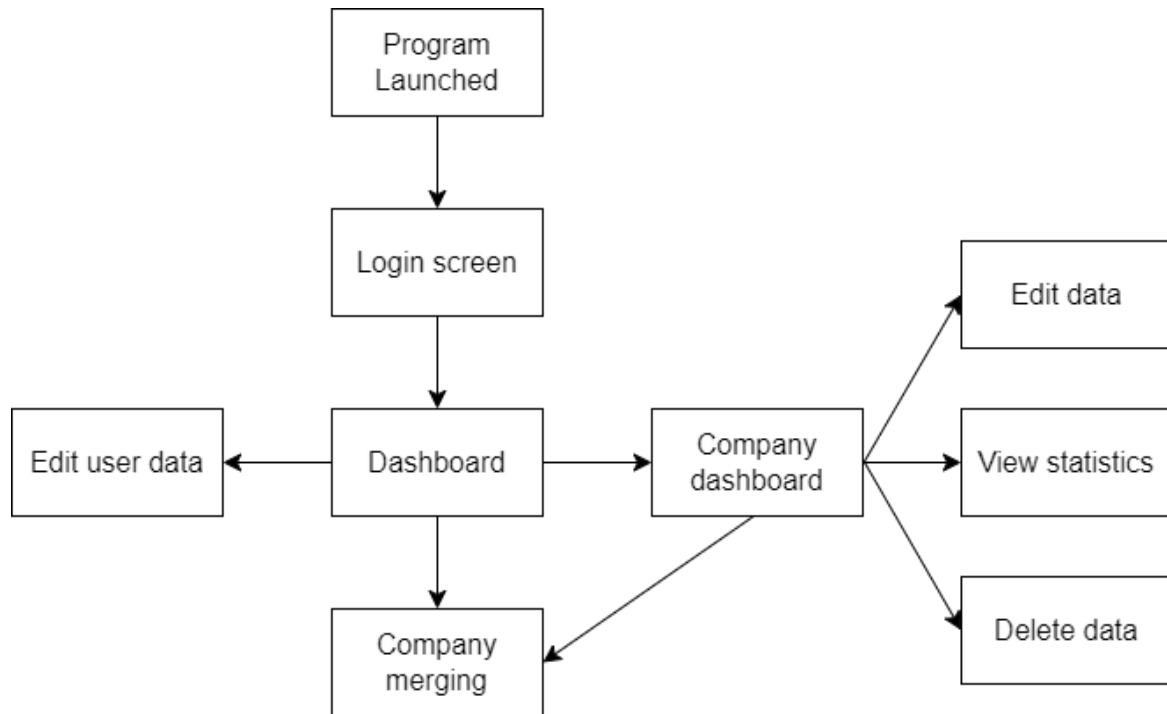 Program
Launched
Login screen
Edit data
Edit user data
Dashboard
Company
dashboard
View statistics
Company
merging
Delete data